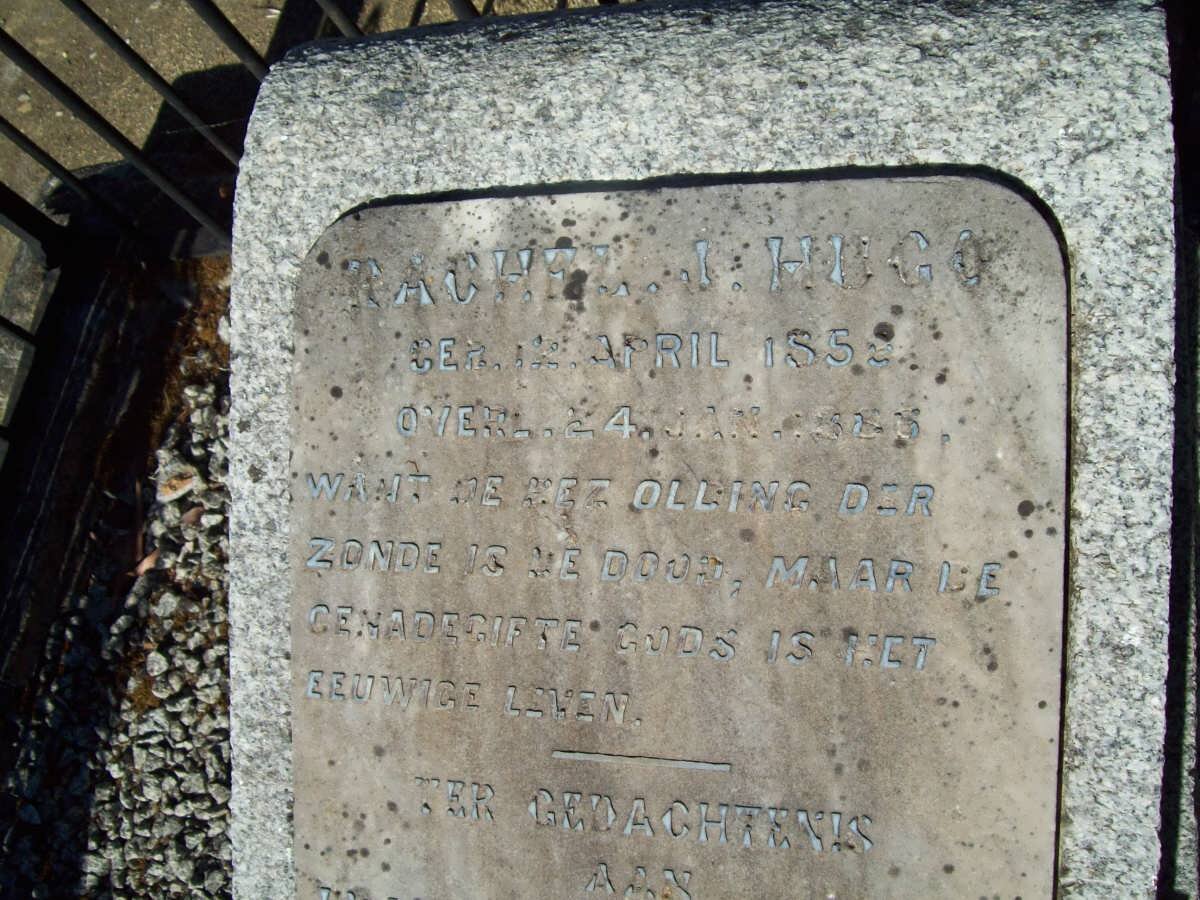 RACHEL. J. HUGO
GEB. 12. APRIL
OVERL. 24. JAN.
WANT DE BEZOLDING DER
ZONDE IS DE DOOD, MAAR DE
GENADEGIFTE GODS IS HET
EEUWIGE LEVEN.
TER GEDACHTENIS
AAN